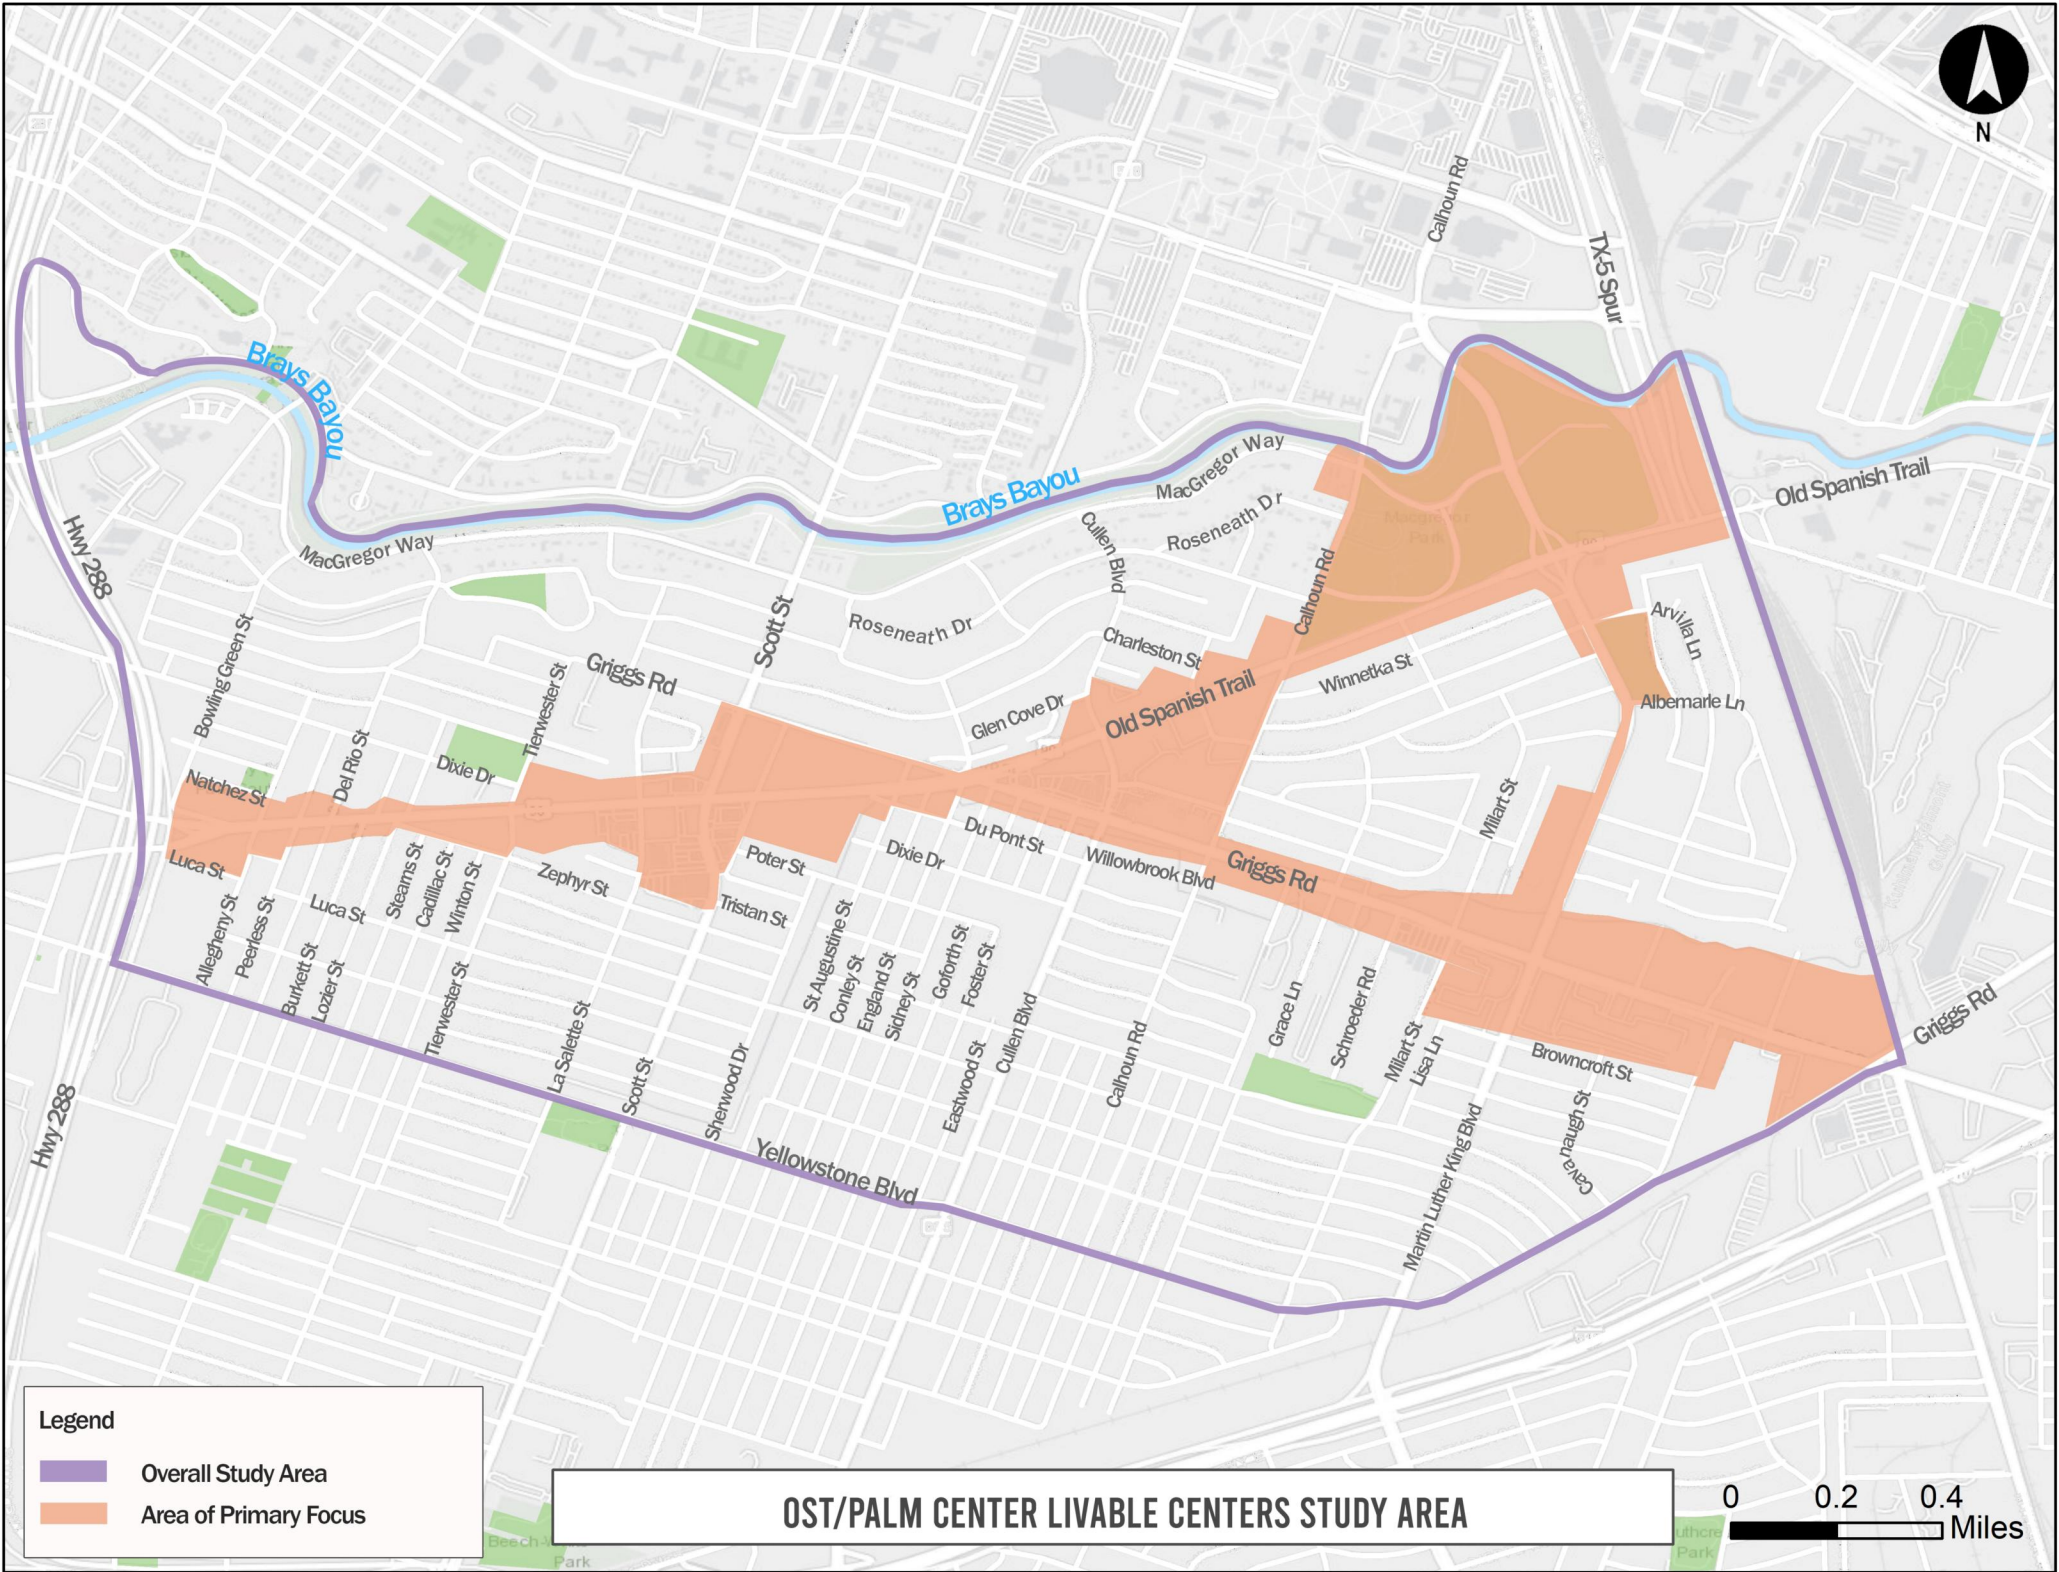 N
Calhoun Rd
TX-5 Spur
Brays Bayou
Old Spanish Trail
MacGregor Way
Brays Bayou
Hwy 288
MacGregor Way
Roseneath Dr
Cullen Blvd
Calhoun Rd
Macgregor
Park
90
Scott St
Roseneath Dr
Arvilla Ln
Bowling Green St
Charleston St
Griggs Rd
Tierwester St
Winnetka St
Albemarle Ln
Old Spanish Trail
Glen Cove Dr
Del Rio St
Dixie Dr
Natchez St
Milart St
Du Pont St
Luca St
Poter St
Dixie Dr
Willowbrook Blvd
Griggs Rd
Zephyr St
Stearns St
Cadillac St
Winton St
Luca St
Tristan St
Allegheny St
Peerless St
Burkett St
Lozier St
Tierwester St
St Augustine St
Conley St
England St
Sidney St
Goforth St
Foster St
Cullen Blvd
Grace Ln
Schroeder Rd
Griggs Rd
La Salette St
Scott St
Sherwood Dr
Eastwood St
Calhoun Rd
Milart St
Lisa Ln
Browncroft St
Cavanaugh St
Martin Luther King Blvd
Hwy 288
Yellowstone Blvd
Legend
Overall Study Area
Area of Primary Focus
OST/PALM CENTER LIVABLE CENTERS STUDY AREA
0 0.2 0.4
Miles
Park
Park